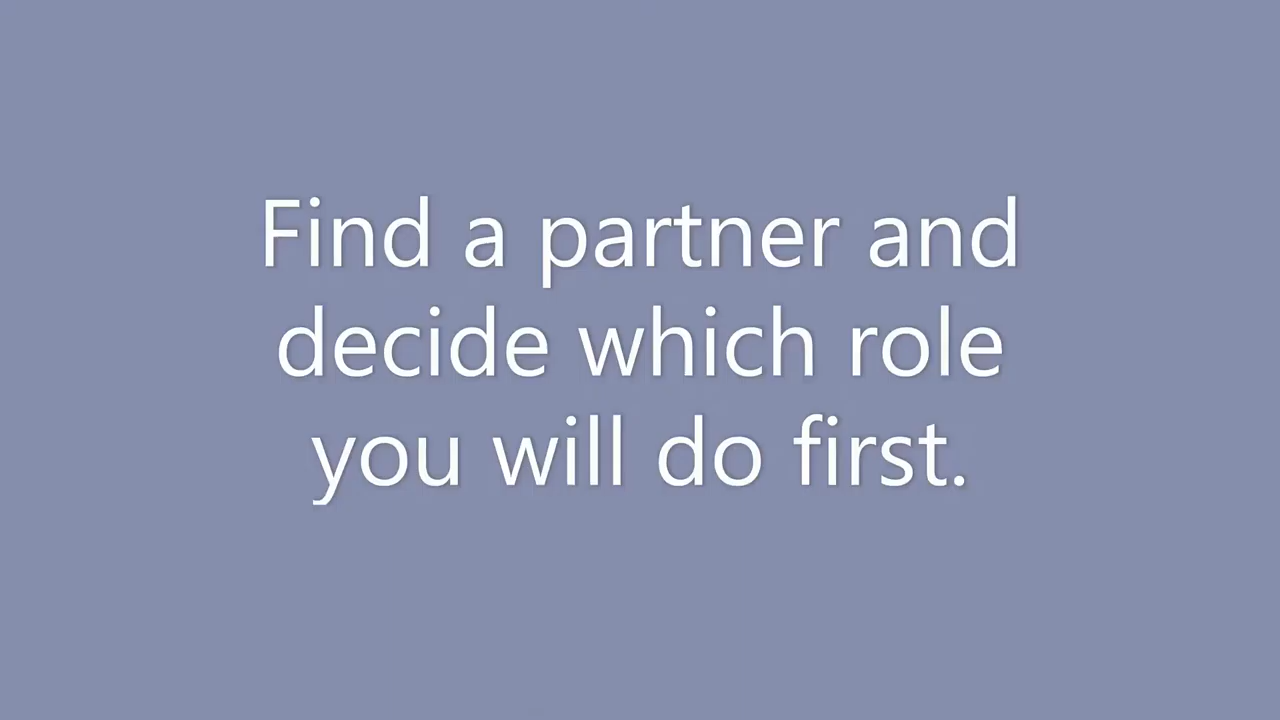 Find a partner and
decide which role
you will do first.